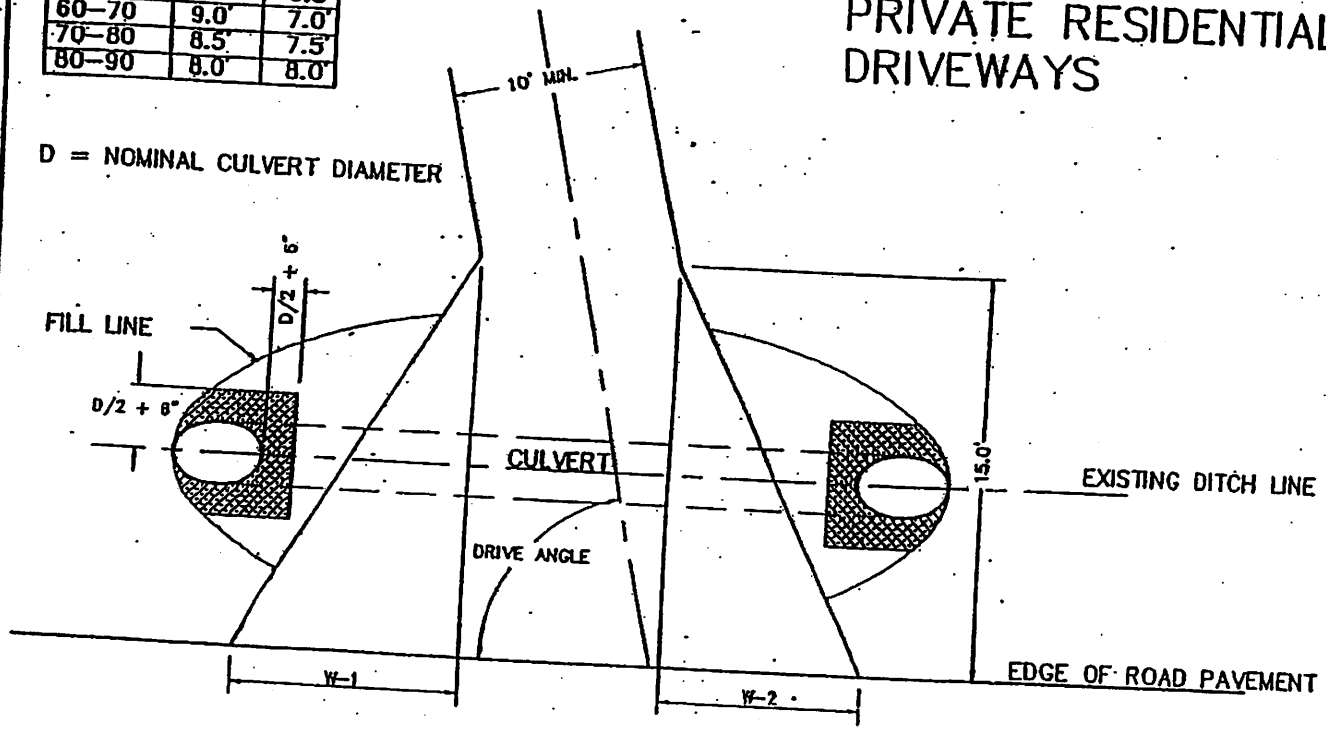 60-70 9.0' 7.0'
70-80 8.5' 7.5'
80-90 8.0' 8.0'
PRIVATE RESIDENTIAL
DRIVEWAYS
10' MIN.
D = NOMINAL CULVERT DIAMETER
D/2 + 6"
FILL LINE
D/2 + 6"
CULVERT
15.0'
EXISTING DITCH LINE
DRIVE ANGLE
EDGE OF ROAD PAVEMENT
W-1
W-2